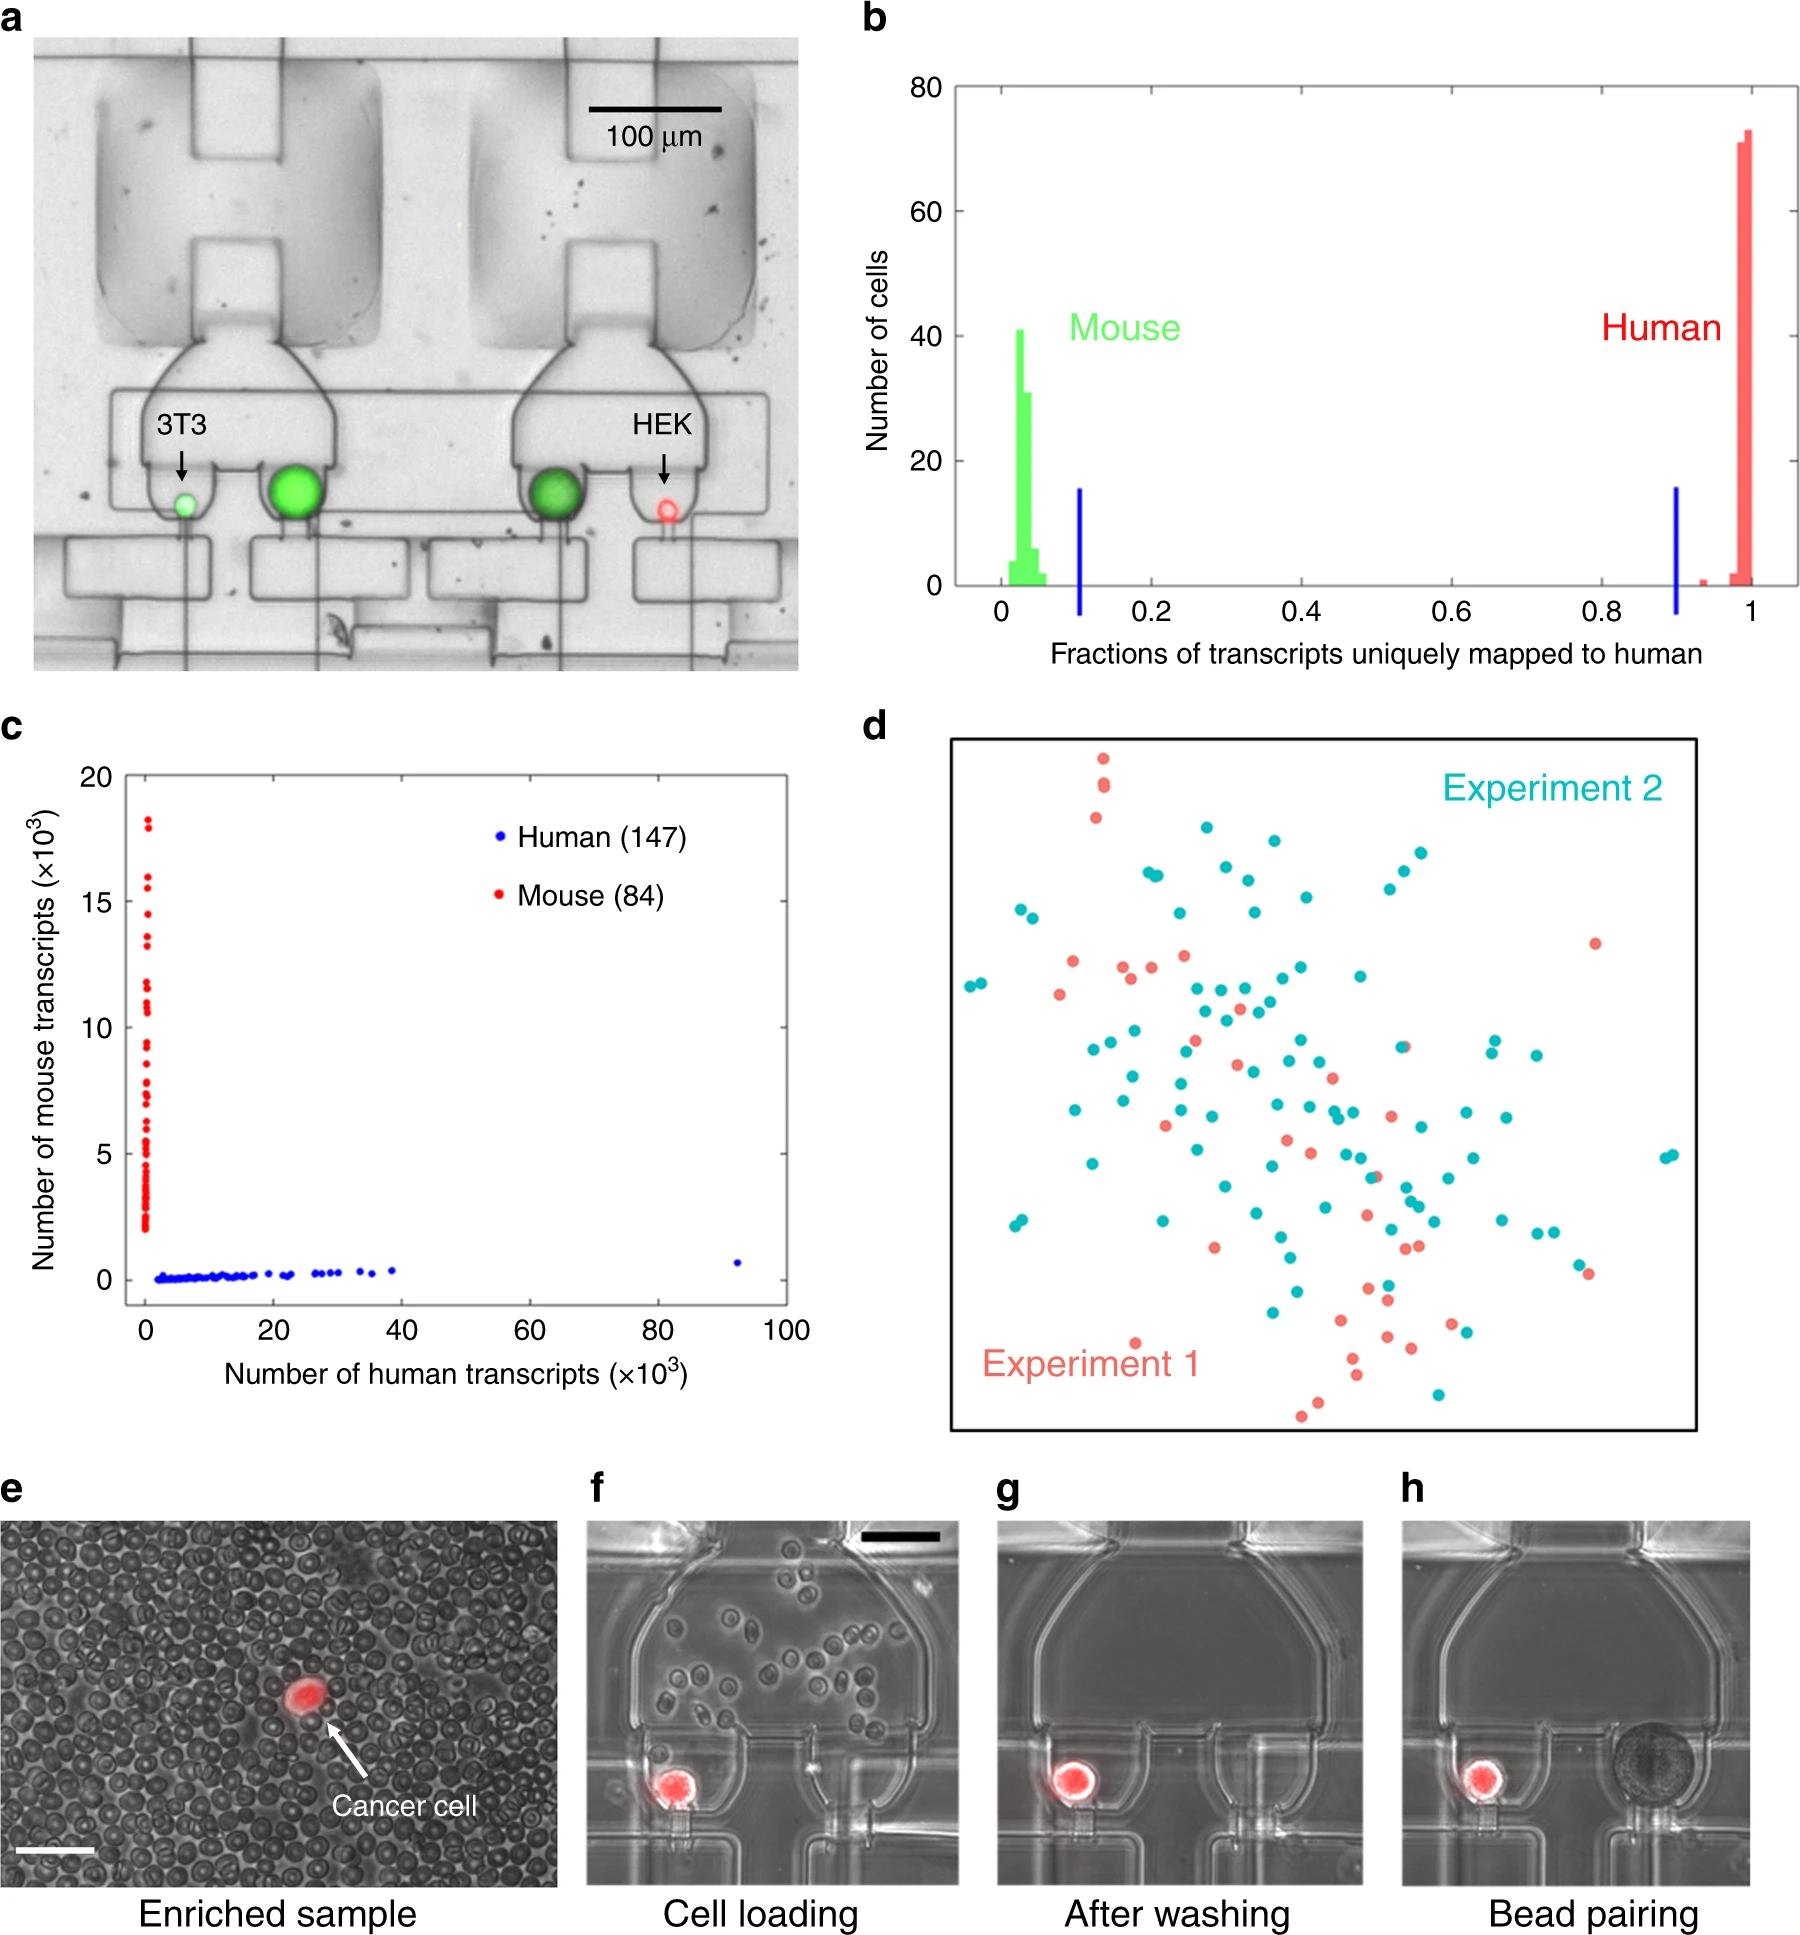 a
100 μm
3T3
HEK
b
80
60
40
20
0
Number of cells
Mouse
Human
0 0.2 0.4 0.6 0.8 1
Fractions of transcripts uniquely mapped to human
c
20
15
10
5
0
Number of mouse transcripts (×10³)
Human (147)
Mouse (84)
0 20 40 60 80 100
Number of human transcripts (×10³)
d
Experiment 2
Experiment 1
e
Cancer cell
Enriched sample
f
Cell loading
g
After washing
h
Bead pairing